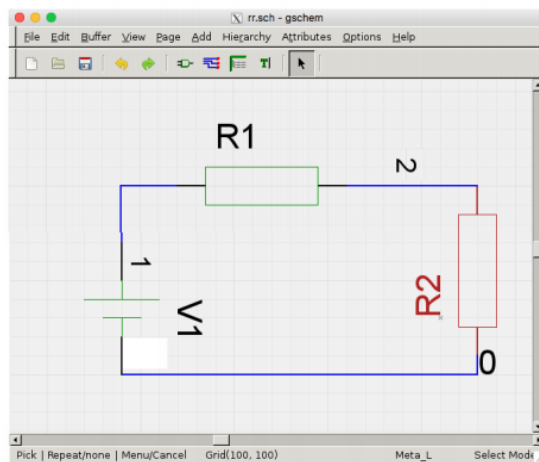 rr.sch - gschem
File Edit Buffer View Page Add Hierarchy Attributes Options Help
R1
2
1
V1
R2
0
Pick | Repeat/none | Menu/Cancel Grid(100, 100) Meta_L Select Mode